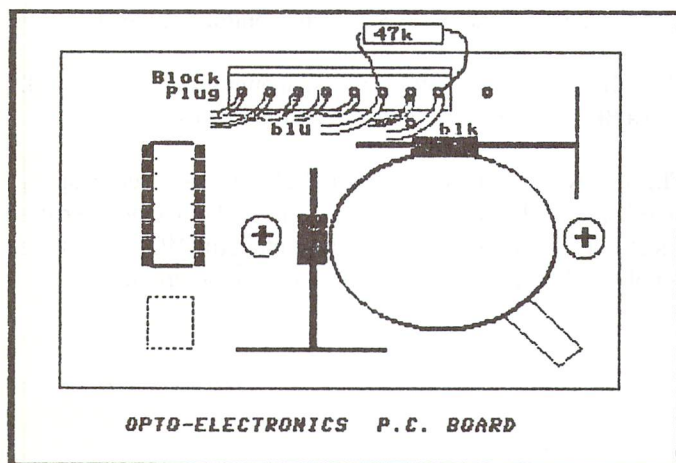 47k
Block
Plug
blu
blk
OPTO-ELECTRONICS P.C. BOARD